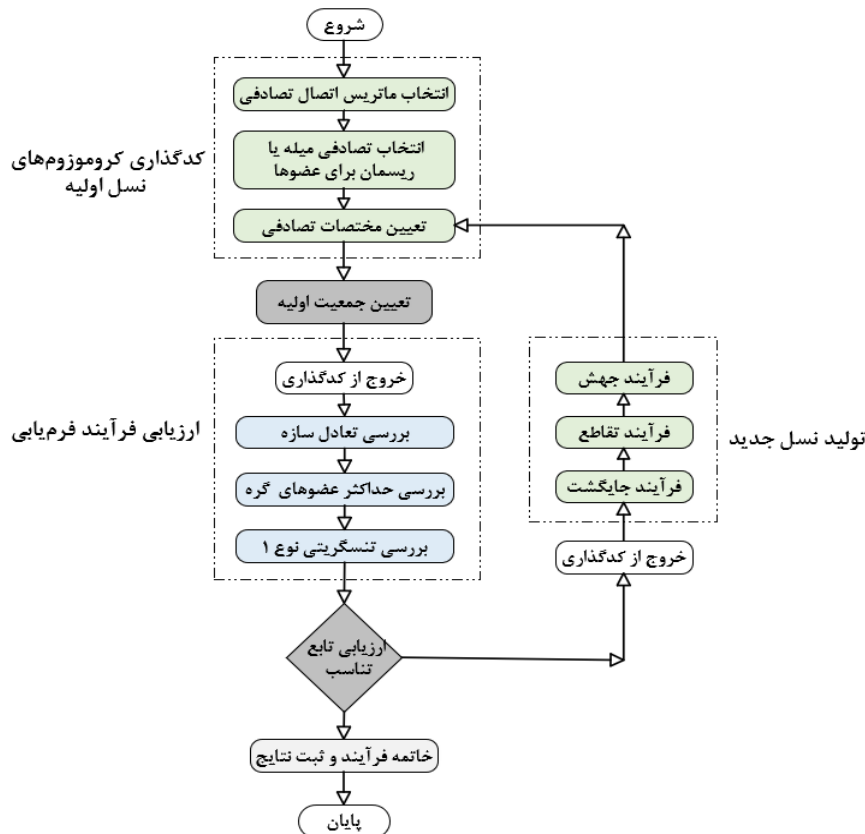 شروع
انتخاب ماتریس اتصال تصادفی
انتخاب تصادفی میله یا
ریسمان برای عضوها
تعیین مختصات تصادفی
کدگذاری کروموزوم‌های
نسل اولیه
تعیین جمعیت اولیه
خروج از کدگذاری
بررسی تعادل سازه
بررسی حداکثر عضوهای گره
بررسی تنسگریتی نوع ۱
ارزیابی فرآیند فرم‌یابی
فرآیند جهش
فرآیند تقاطع
فرآیند جایگشت
تولید نسل جدید
خروج از کدگذاری
ارزیابی تابع
تناسب
خاتمه فرآیند و ثبت نتایج
پایان